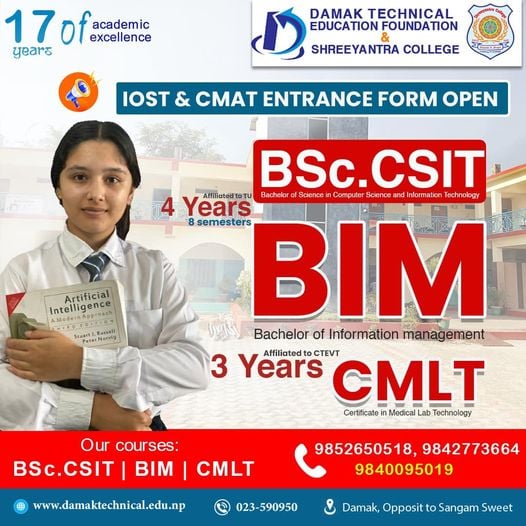 17 of academic
years excellence
DAMAK TECHNICAL
EDUCATION FOUNDATION
&
SHREEYANTRA COLLEGE
IOST & CMAT ENTRANCE FORM OPEN
BSc.CSIT
Bachelor of Science in Computer Science and Information Technology
Affiliated to TU
4 Years
8 semesters
BIM
Bachelor of Information management
Affiliated to CTEVT
3 Years
CMLT
Certificate in Medical Lab Technology
Artificial
Intelligence
A Modern Approach
THIRD EDITION
Stuart J. Russell
Peter Norvig
Our courses:
BSc.CSIT | BIM | CMLT
9852650518, 9842773664
9840095019
www.damaktechnical.edu.np
023-590950
Damak, Opposit to Sangam Sweet